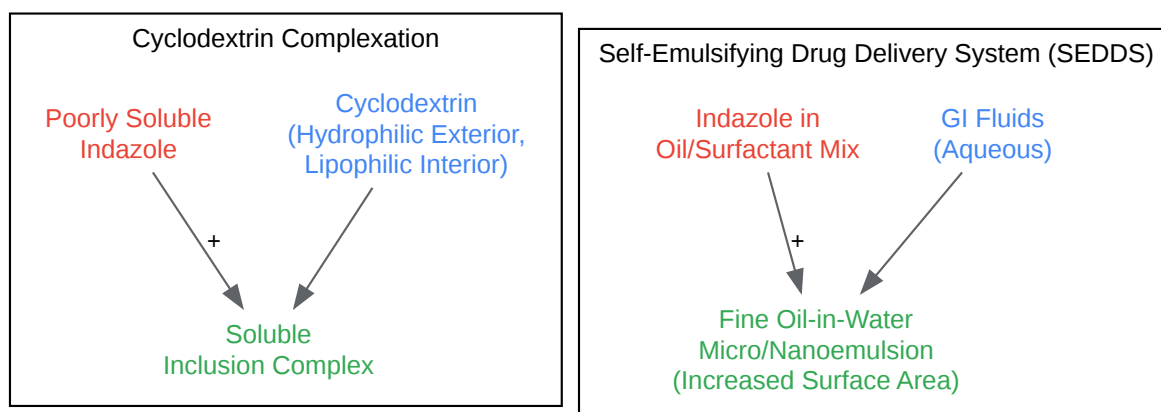 Cyclodextrin Complexation
Poorly Soluble
Indazole
Cyclodextrin
(Hydrophilic Exterior,
Lipophilic Interior)
+
Soluble
Inclusion Complex
Self-Emulsifying Drug Delivery System (SEDDS)
Indazole in
Oil/Surfactant Mix
GI Fluids
(Aqueous)
+
Fine Oil-in-Water
Micro/Nanoemulsion
(Increased Surface Area)